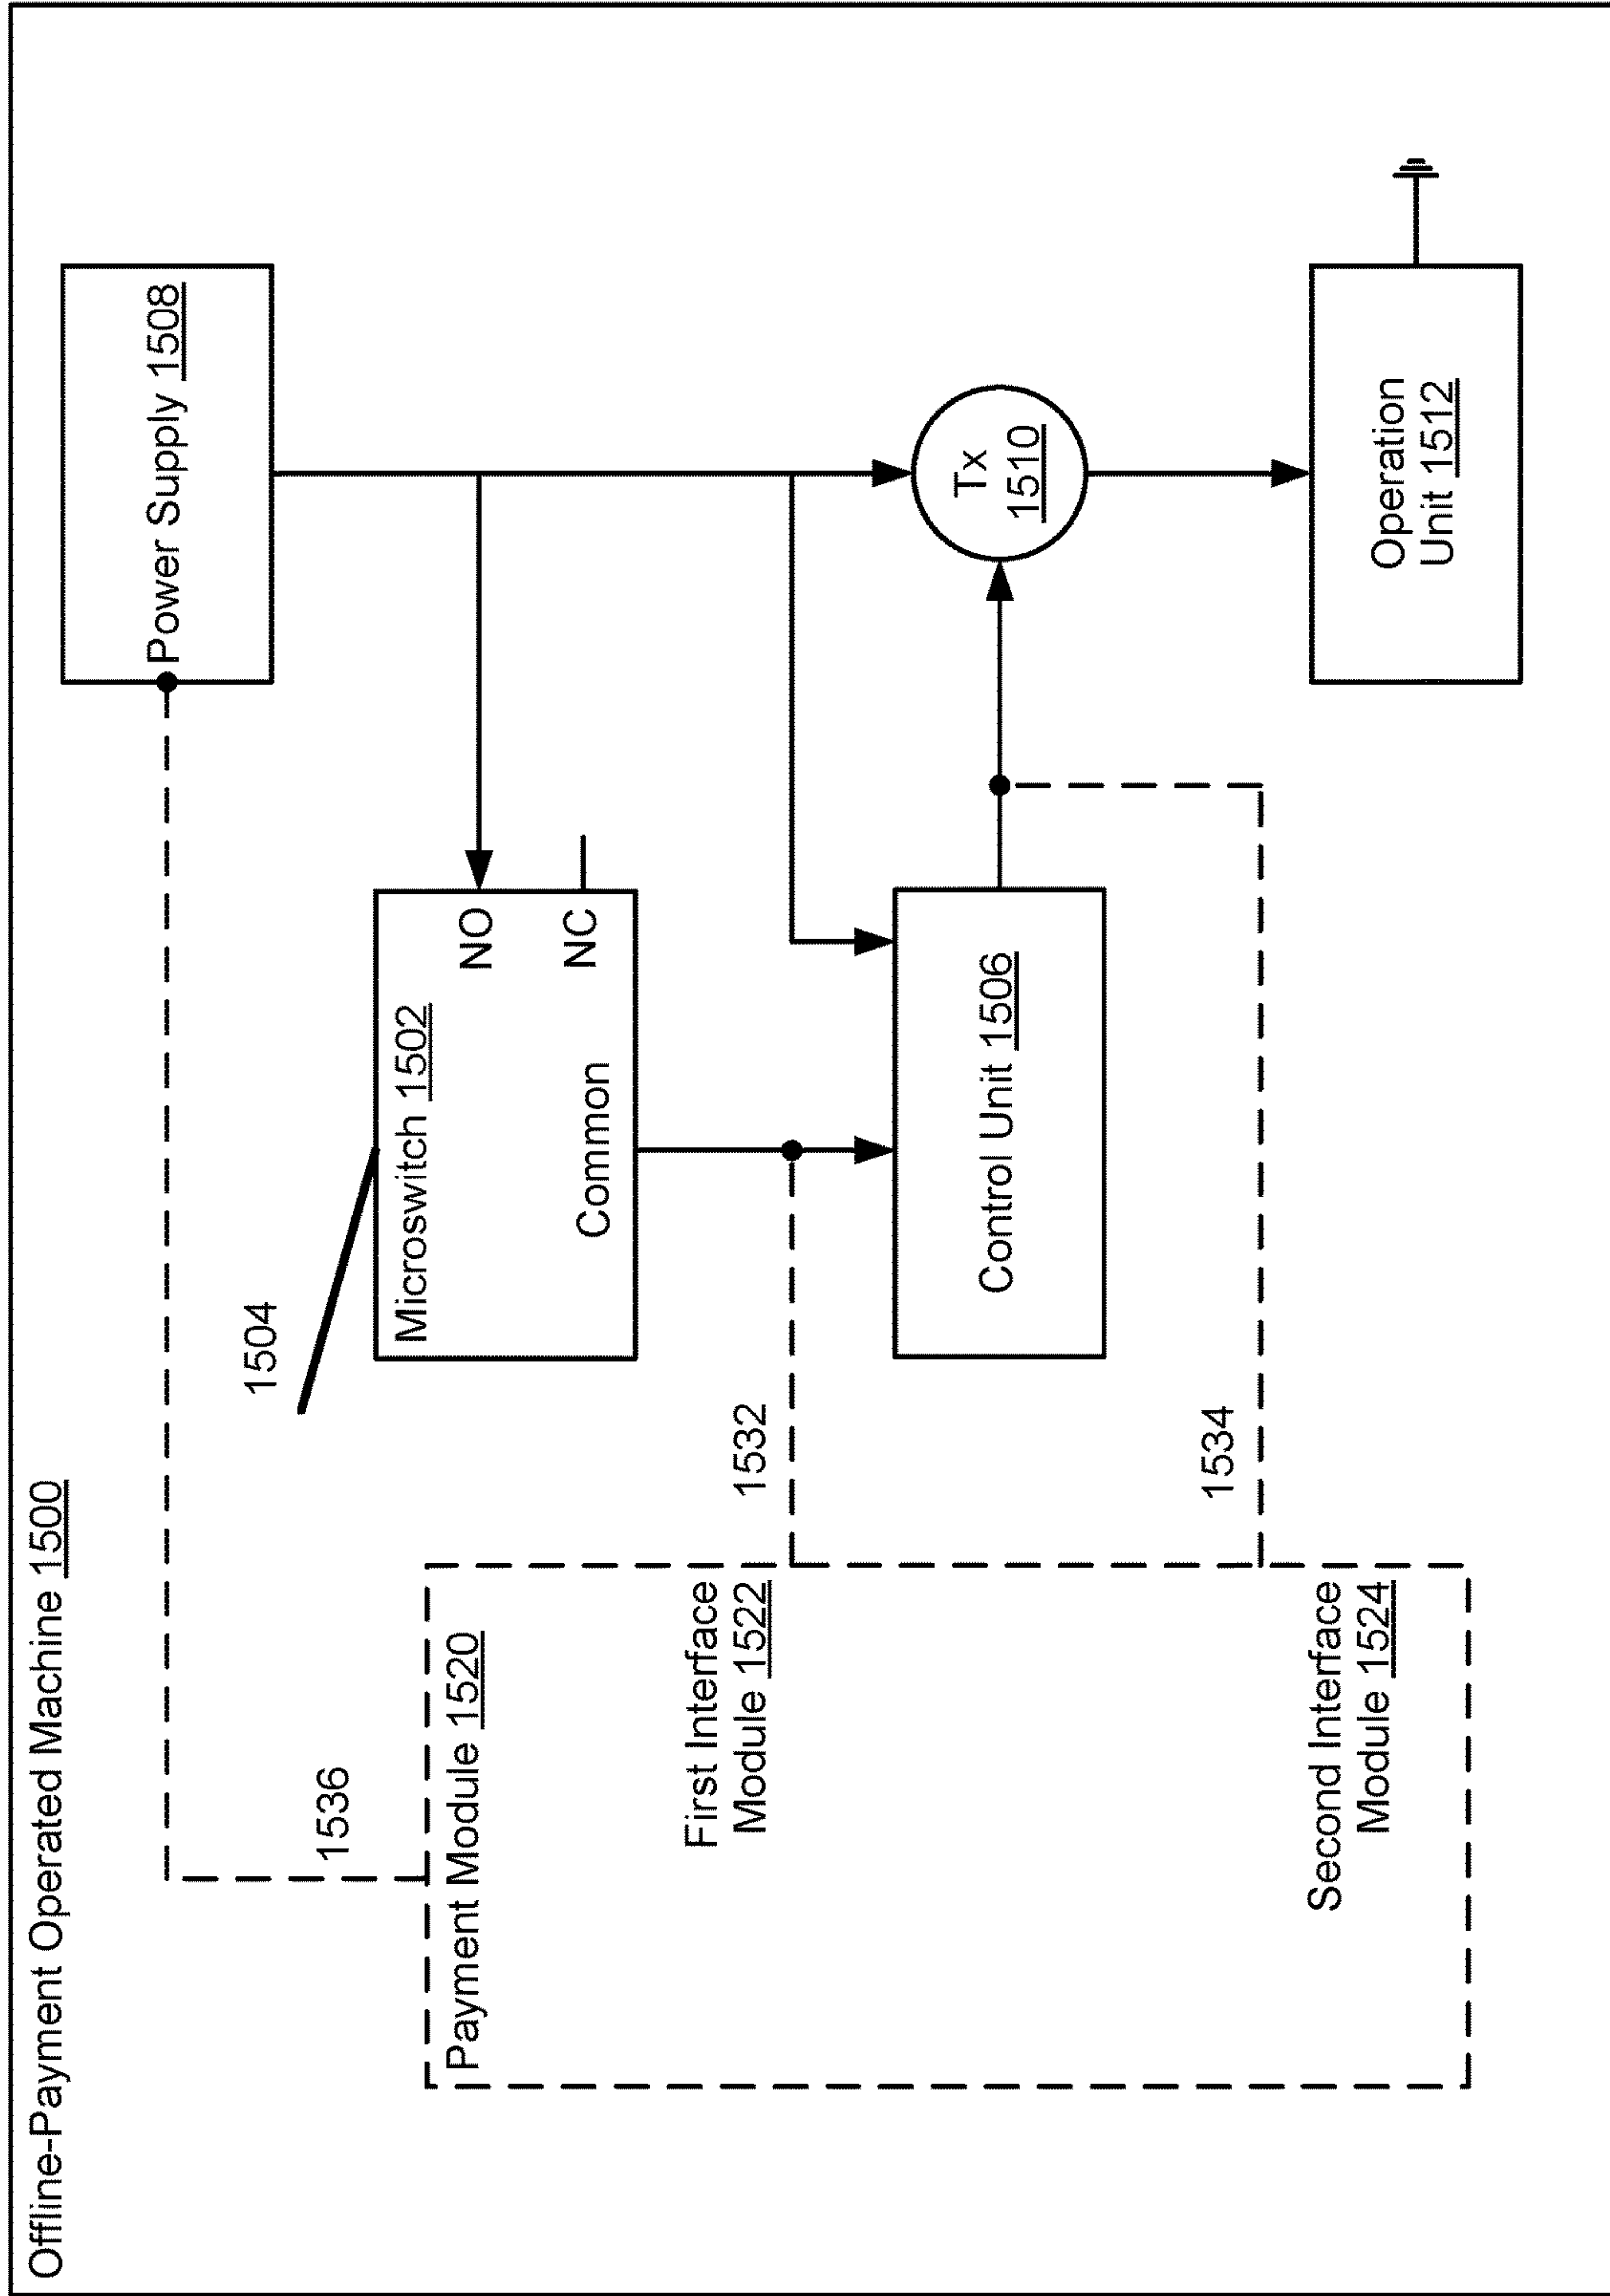 Offline-Payment Operated Machine 1500
Power Supply 1508
1536
1504
Microswitch 1502
NO
NC
Common
Payment Module 1520
First Interface
Module 1522
1532
Control Unit 1506
Tx
1510
1534
Second Interface
Module 1524
Operation
Unit 1512